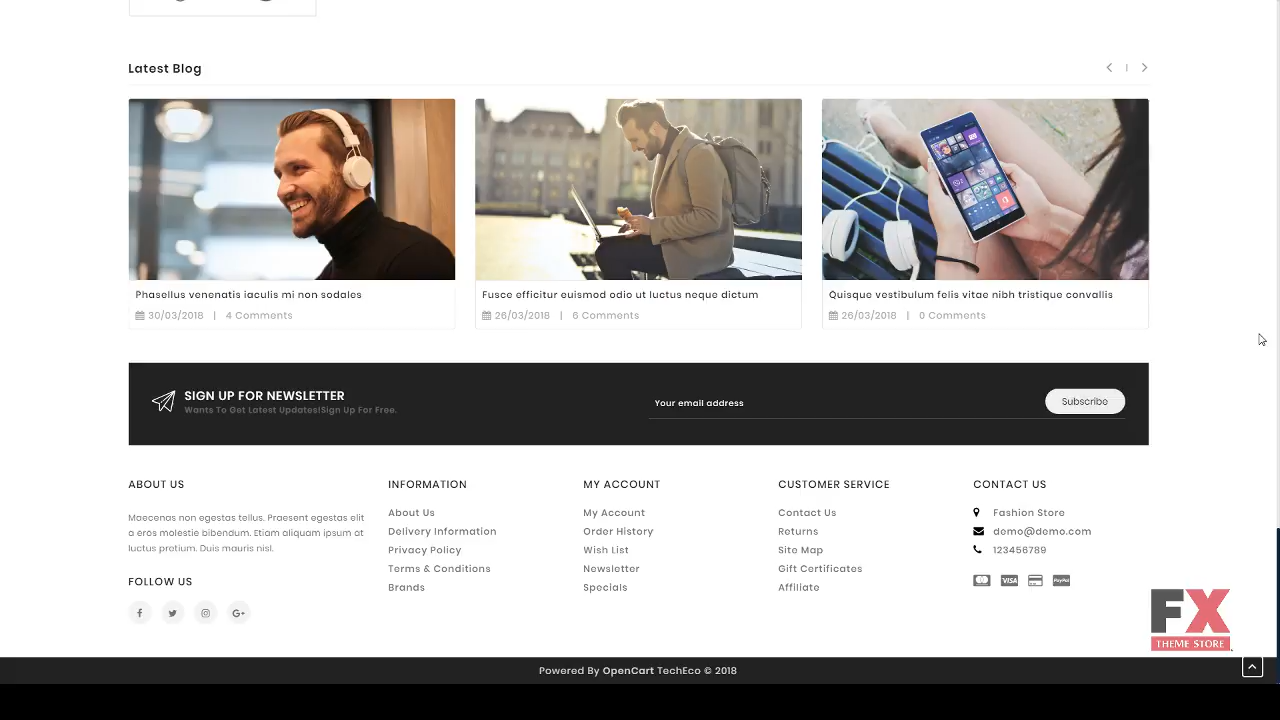 Latest Blog
Phasellus venenatis iaculis mi non sodales
30/03/2018 | 4 Comments
Fusce efficitur euismod odio ut luctus neque dictum
26/03/2018 | 6 Comments
Quisque vestibulum felis vitae nibh tristique convallis
26/03/2018 | 0 Comments
SIGN UP FOR NEWSLETTER
Wants To Get Latest Updates!Sign Up For Free.
Your email address
Subscribe
ABOUT US
Maecenas non egestas tellus. Praesent egestas elit
a eros molestie bibendum. Etiam aliquam ipsum at
luctus pretium. Duis mauris nisl.
FOLLOW US
INFORMATION
About Us
Delivery Information
Privacy Policy
Terms & Conditions
Brands
MY ACCOUNT
My Account
Order History
Wish List
Newsletter
Specials
CUSTOMER SERVICE
Contact Us
Returns
Site Map
Gift Certificates
Affiliate
CONTACT US
Fashion Store
demo@demo.com
123456789
VISA
PayPal
FX
THEME STORE
Powered By OpenCart TechEco © 2018